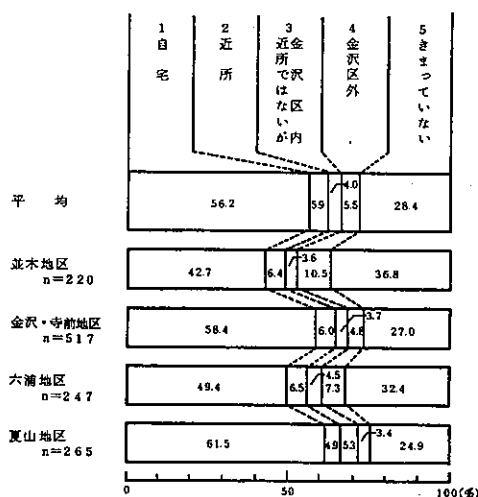 1 自宅
2 近所
3 近所ではないが金沢区内
4 金沢区外
5 きまっていない
平均
56.2
5.9
4.0
5.5
28.4
並木地区
n=220
42.7
6.4
3.6
10.5
36.8
金沢・寺前地区
n=517
58.4
6.0
3.7
4.8
27.0
六浦地区
n=247
49.4
6.5
4.5
7.3
32.4
夏山地区
n=265
61.5
4.9
5.3
3.4
24.9
0
50
100(%)